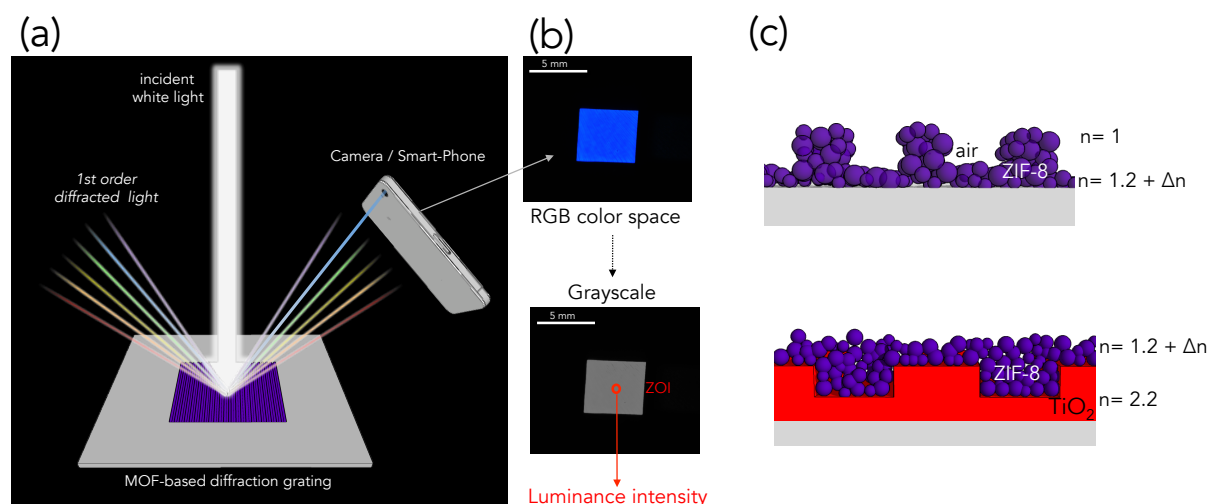 (a)
incident
white light
Camera / Smart-Phone
1st order
diffracted light
MOF-based diffraction grating
(b)
5 mm
RGB color space
Grayscale
5 mm
ZOI
Luminance intensity
(c)
n= 1
air
ZIF-8
n= 1.2 + Δn
n= 1.2 + Δn
ZIF-8
TiO₂
n= 2.2